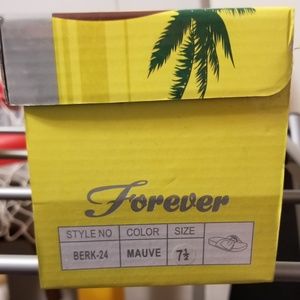 Forever
STYLE NO COLOR SIZE
BERK-24 MAUVE 7½